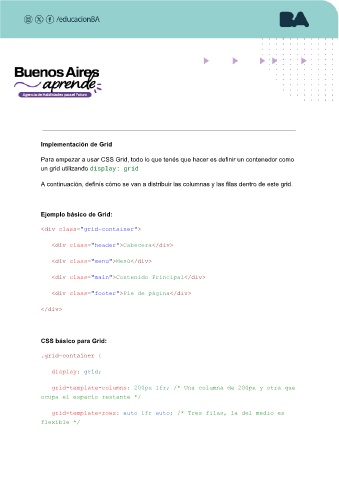 /educacionBA
BA
Buenos Aires
aprende
Agencia de Habilidades para el Futuro
Implementación de Grid
Para empezar a usar CSS Grid, todo lo que tenés que hacer es definir un contenedor como
un grid utilizando display: grid
A continuación, definís cómo se van a distribuir las columnas y las filas dentro de este grid.
Ejemplo básico de Grid:
<div class="grid-container">
<div class="header">Cabecera</div>
<div class="menu">Menú</div>
<div class="main">Contenido Principal</div>
<div class="footer">Pie de página</div>
</div>
CSS básico para Grid:
.grid-container {
display: grid;
grid-template-columns: 200px 1fr; /* Una columna de 200px y otra que
ocupa el espacio restante */
grid-template-rows: auto 1fr auto; /* Tres filas, la del medio es
flexible */